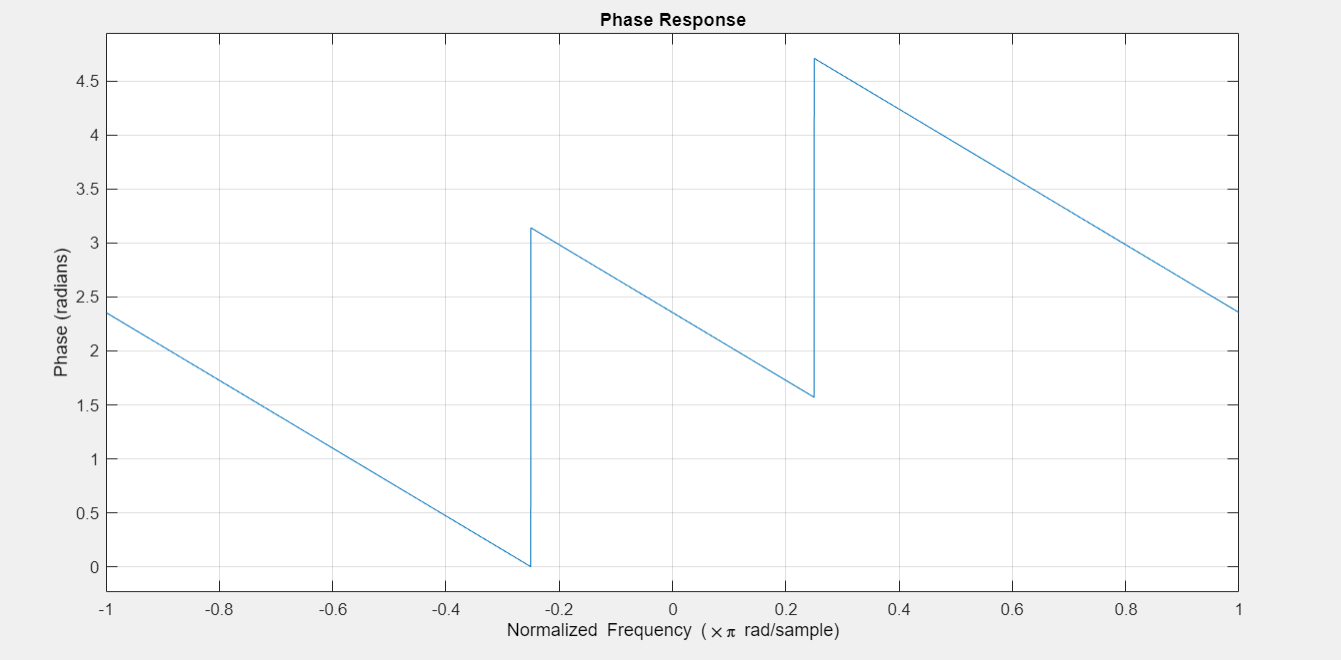 Phase Response
4.5
4
3.5
3
2.5
2
1.5
1
0.5
0
Phase (radians)
-1 -0.8 -0.6 -0.4 -0.2 0 0.2 0.4 0.6 0.8 1
Normalized Frequency (×π rad/sample)